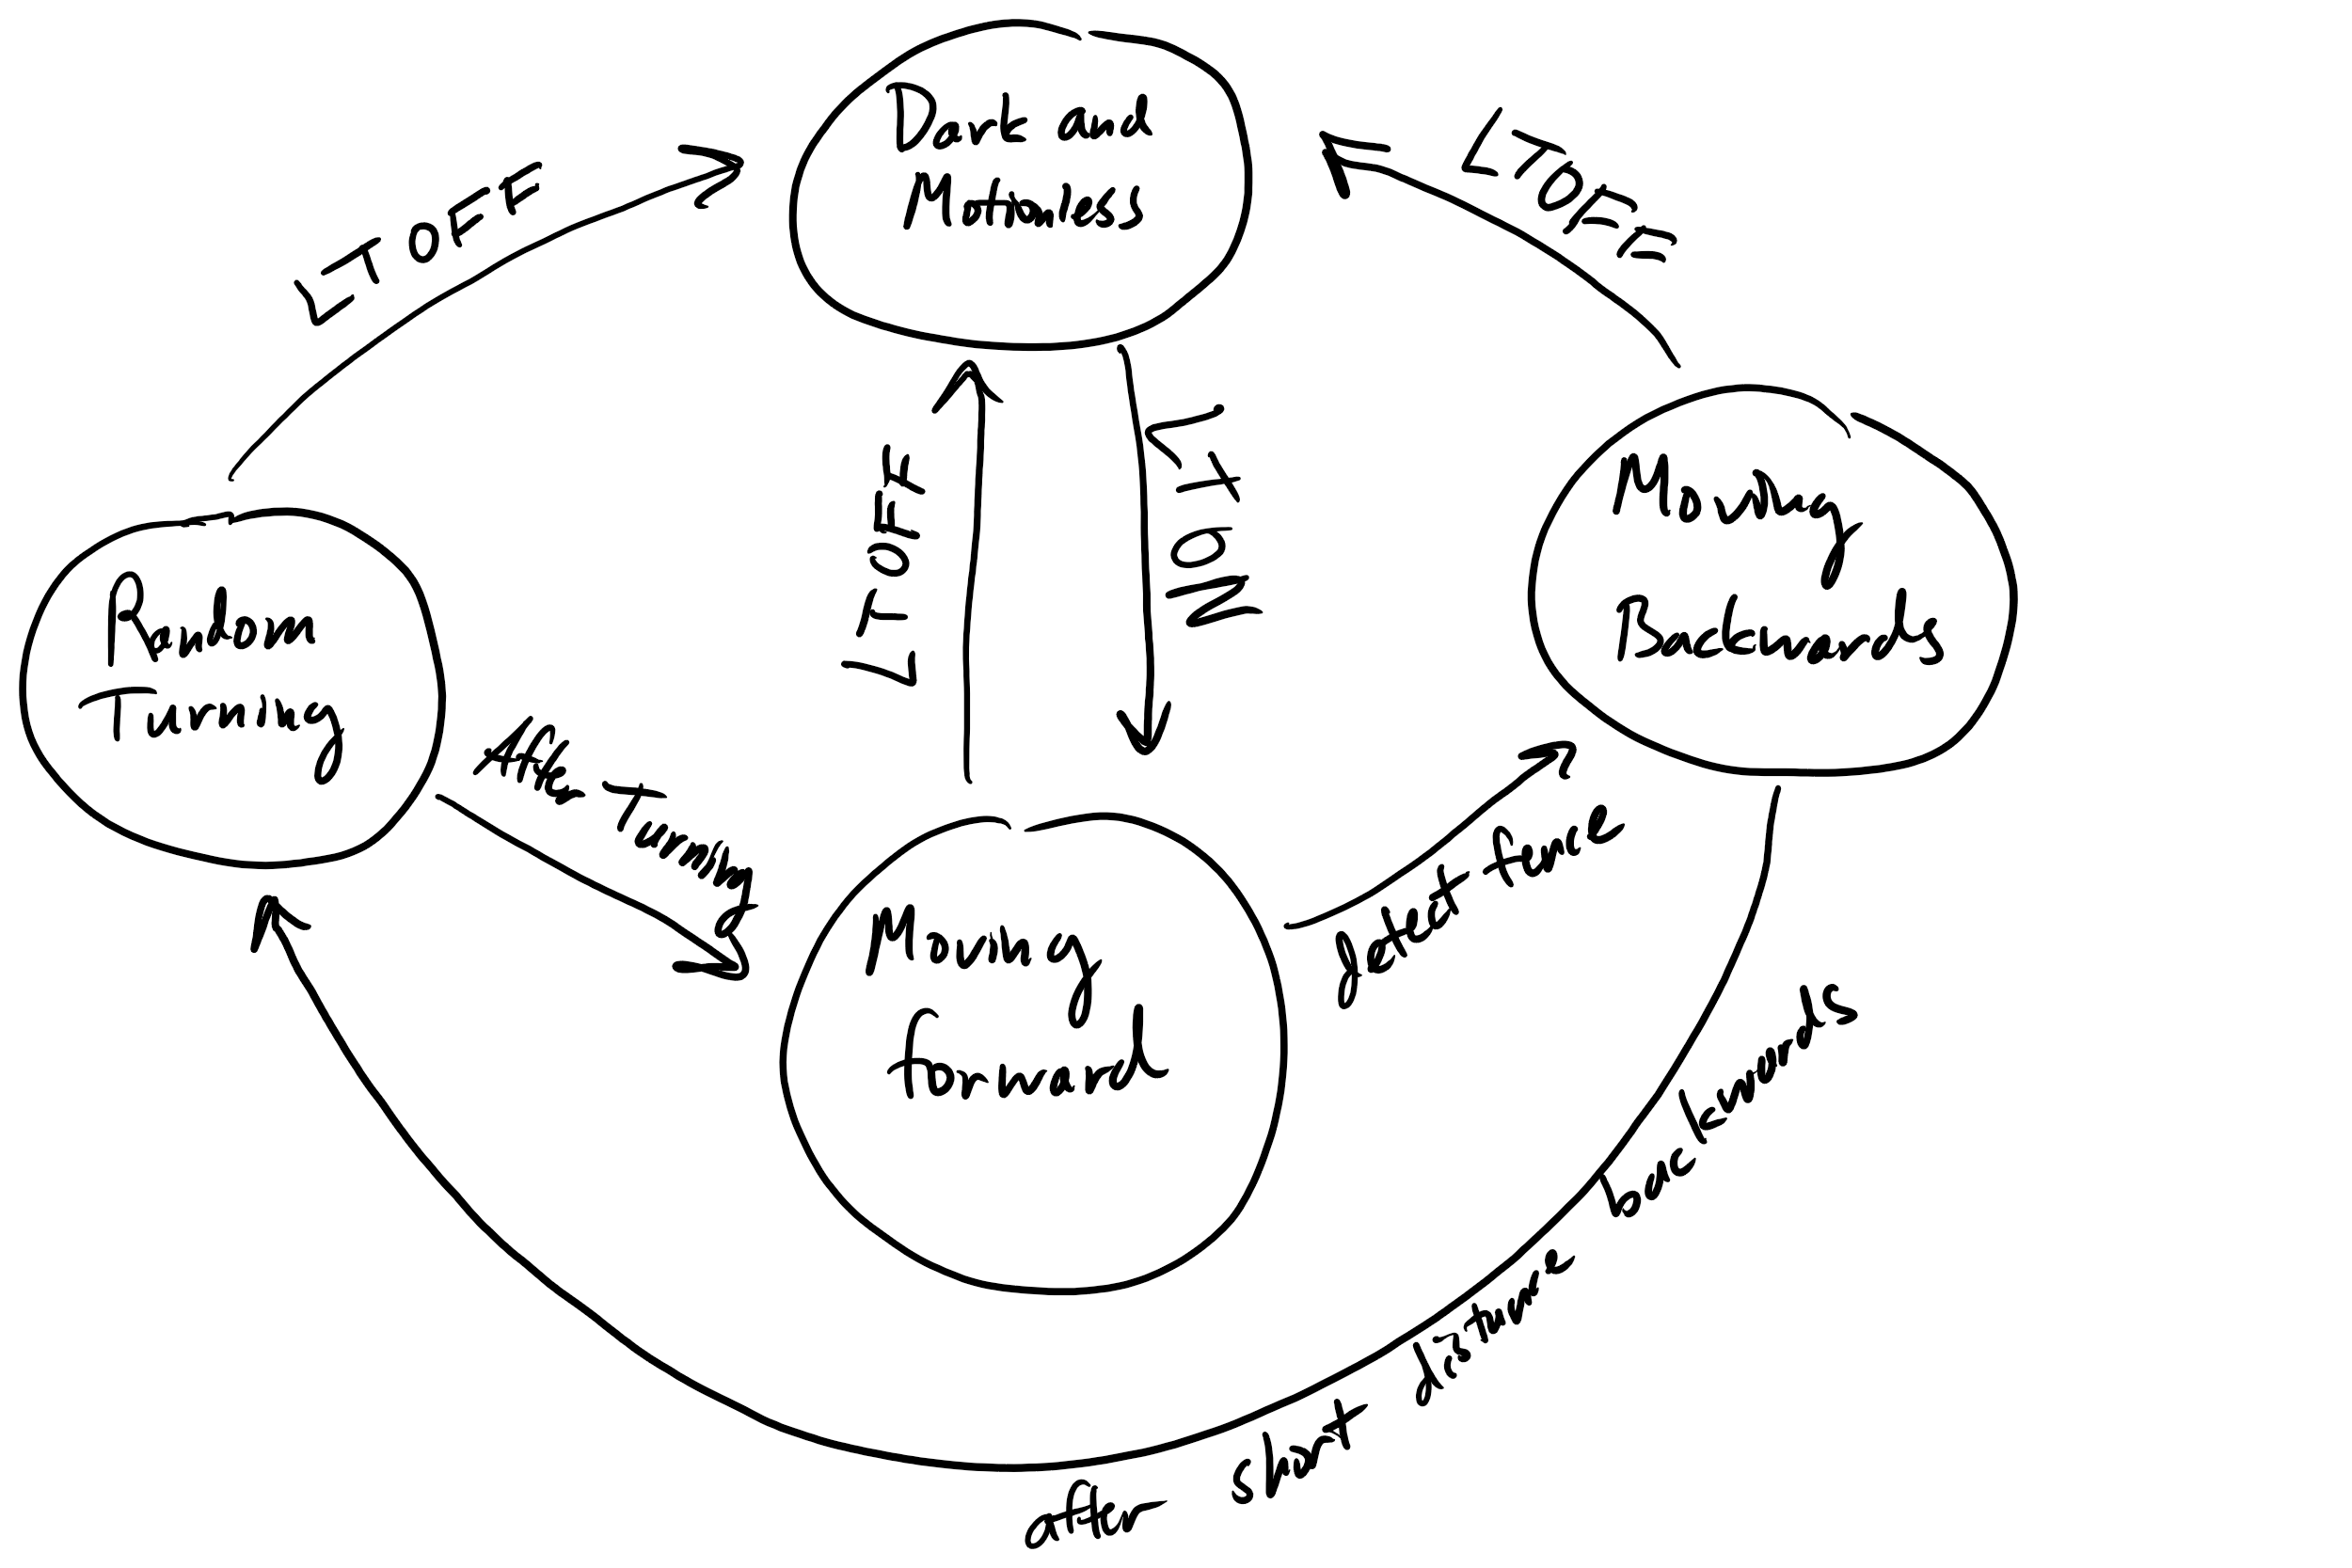 Dark and
Motionless
LTOFF
LTOFF
LTOFF
LTON
Moving
Backwards
Random
Turning
After Turning
detect-fence
Moving
forward
after short distance backwards